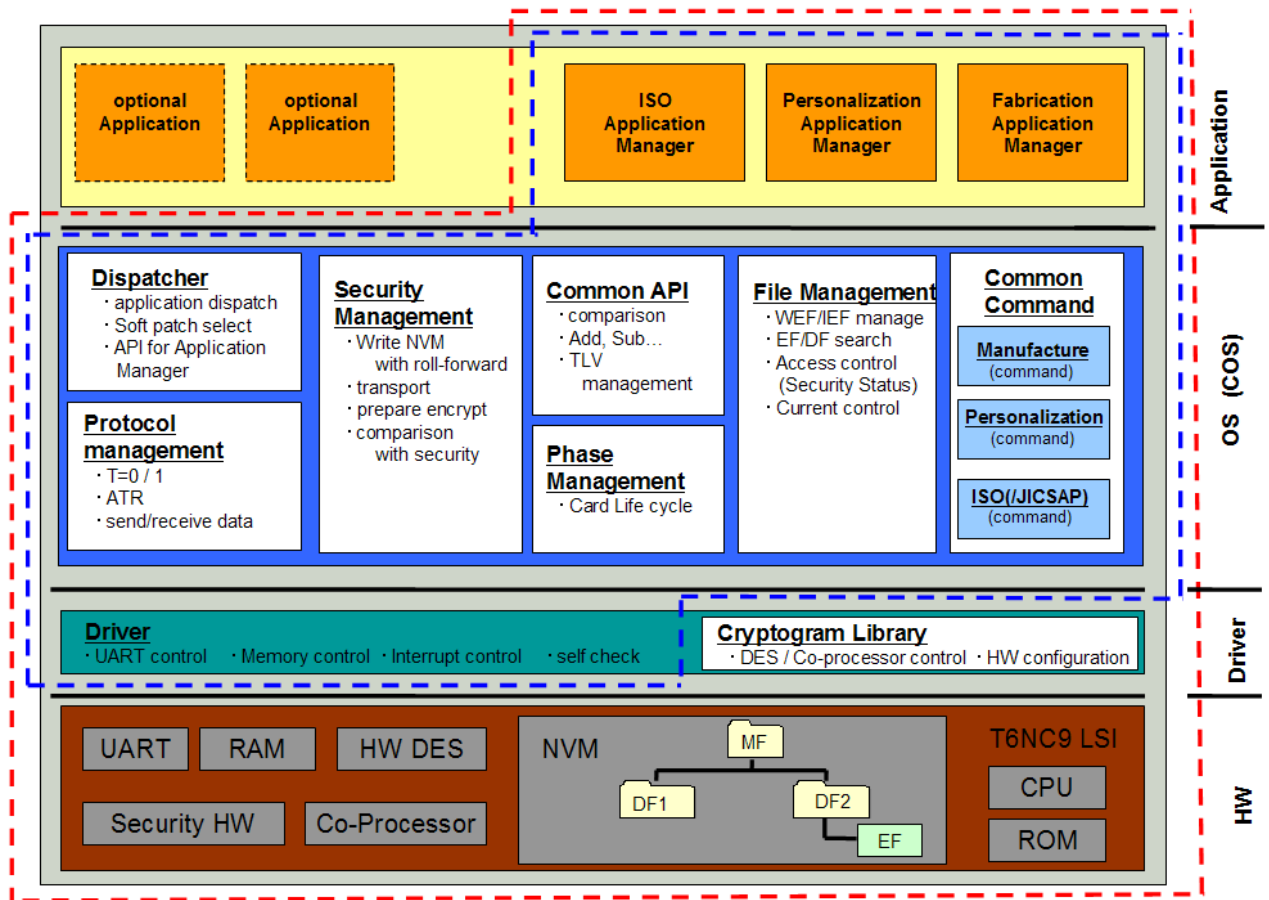 optional
Application
optional
Application
ISO
Application
Manager
Personalization
Application
Manager
Fabrication
Application
Manager
Application
Dispatcher
・application dispatch
・Soft patch select
・API for Application
Manager
Protocol
management
・T=0 / 1
・ATR
・send/receive data
Security
Management
・Write NVM
with roll-forward
・transport
・prepare encrypt
・comparison
with security
Common API
・comparison
・Add, Sub…
・TLV
management
Phase
Management
・Card Life cycle
File Management
・WEF/IEF manage
・EF/DF search
・Access control
(Security Status)
・Current control
Common
Command
Manufacture
(command)
Personalization
(command)
ISO(/JICSAP)
(command)
OS (COS)
Driver
・UART control ・Memory control ・Interrupt control ・self check
Cryptogram Library
・DES / Co-processor control ・HW configuration
Driver
UART
RAM
HW DES
Security HW
Co-Processor
NVM
MF
DF1
DF2
EF
T6NC9 LSI
CPU
ROM
HW